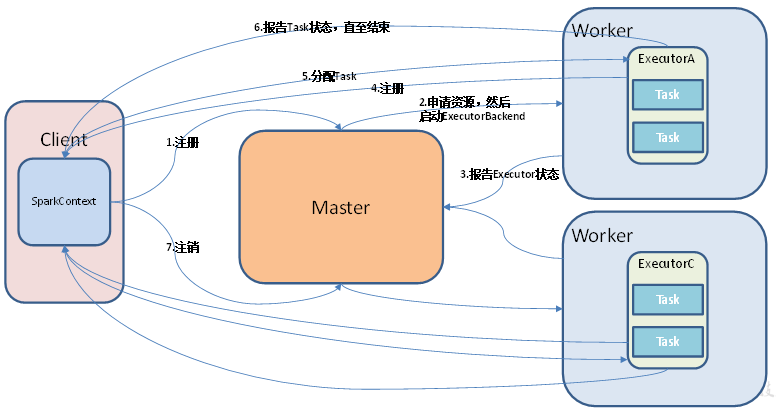 6.报告Task状态，直至结束
Worker
ExecutorA
5.分配Task
4.注册
Task
2.申请资源，然后
启动ExecutorBackend
Task
Client
1.注册
3.报告Executor状态
SparkContext
Master
Worker
7.注销
ExecutorC
Task
Task